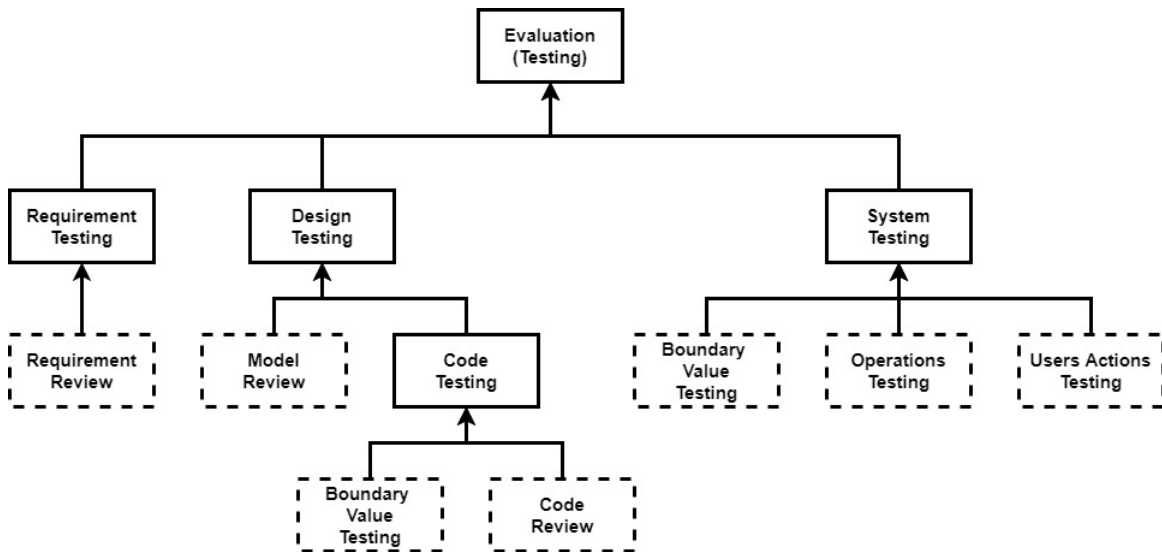 Evaluation
(Testing)
Requirement
Testing
Design
Testing
System
Testing
Requirement
Review
Model
Review
Code
Testing
Boundary
Value
Testing
Operations
Testing
Users Actions
Testing
Boundary
Value
Testing
Code
Review